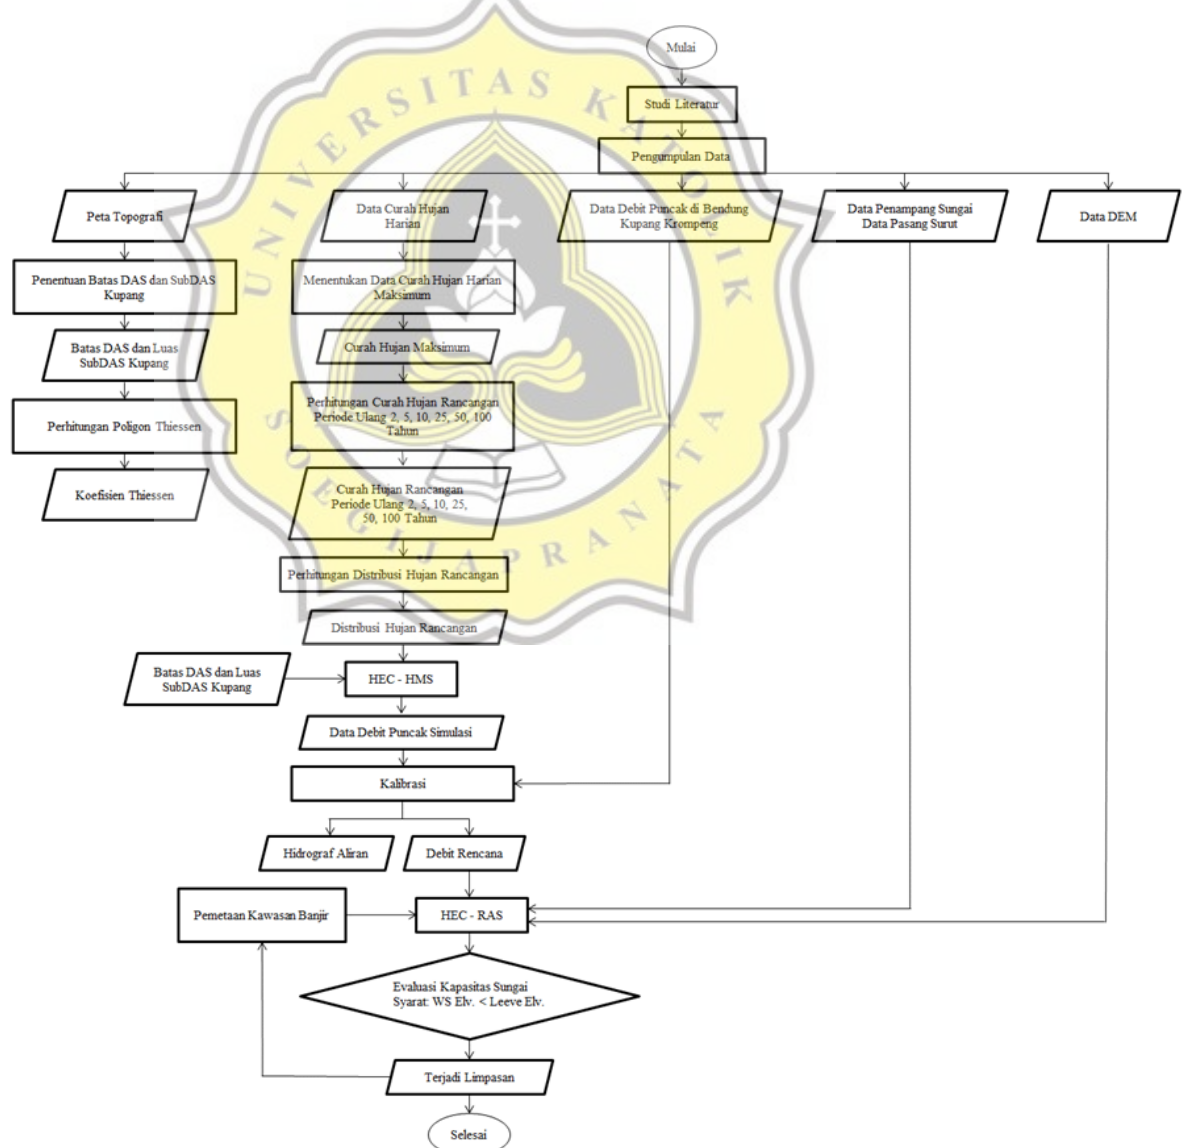 UNIVERSITAS KATOLIK
SOEGIJAPRANATA
Mulai
Studi Literatur
Pengumpulan Data
Peta Topografi
Data Curah Hujan
Harian
Data Debit Puncak di Bendung
Kupang Krompeng
Data Penampang Sungai
Data Pasang Surut
Data DEM
Penentuan Batas DAS dan SubDAS
Kupang
Menentukan Data Curah Hujan Harian
Maksimum
Batas DAS dan Luas
SubDAS Kupang
Curah Hujan Maksimum
Perhitungan Poligon Thiessen
Perhitungan Curah Hujan Rancangan
Periode Ulang 2, 5, 10, 25, 50, 100
Tahun
Koefisien Thiessen
Curah Hujan Rancangan
Periode Ulang 2, 5, 10, 25,
50, 100 Tahun
Perhitungan Distribusi Hujan Rancangan
Distribusi Hujan Rancangan
Batas DAS dan Luas
SubDAS Kupang
HEC - HMS
Data Debit Puncak Simulasi
Kalibrasi
Hidrograf Aliran
Debit Rencana
Pemetaan Kawasan Banjir
HEC - RAS
Evaluasi Kapasitas Sungai
Syarat: WS Elv. < Leeve Elv.
Terjadi Limpasan
Selesai